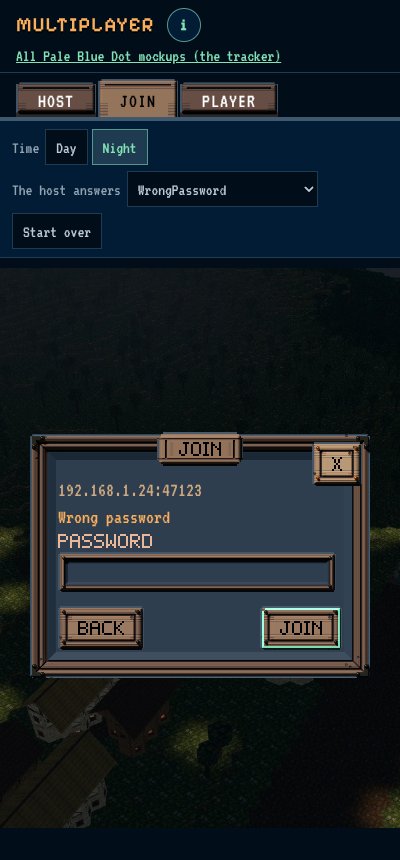 MULTIPLAYER i
All Pale Blue Dot mockups (the tracker)
HOST JOIN PLAYER
Time Day Night
The host answers WrongPassword
Start over
JOIN
X
192.168.1.24:47123
Wrong password
PASSWORD
BACK JOIN